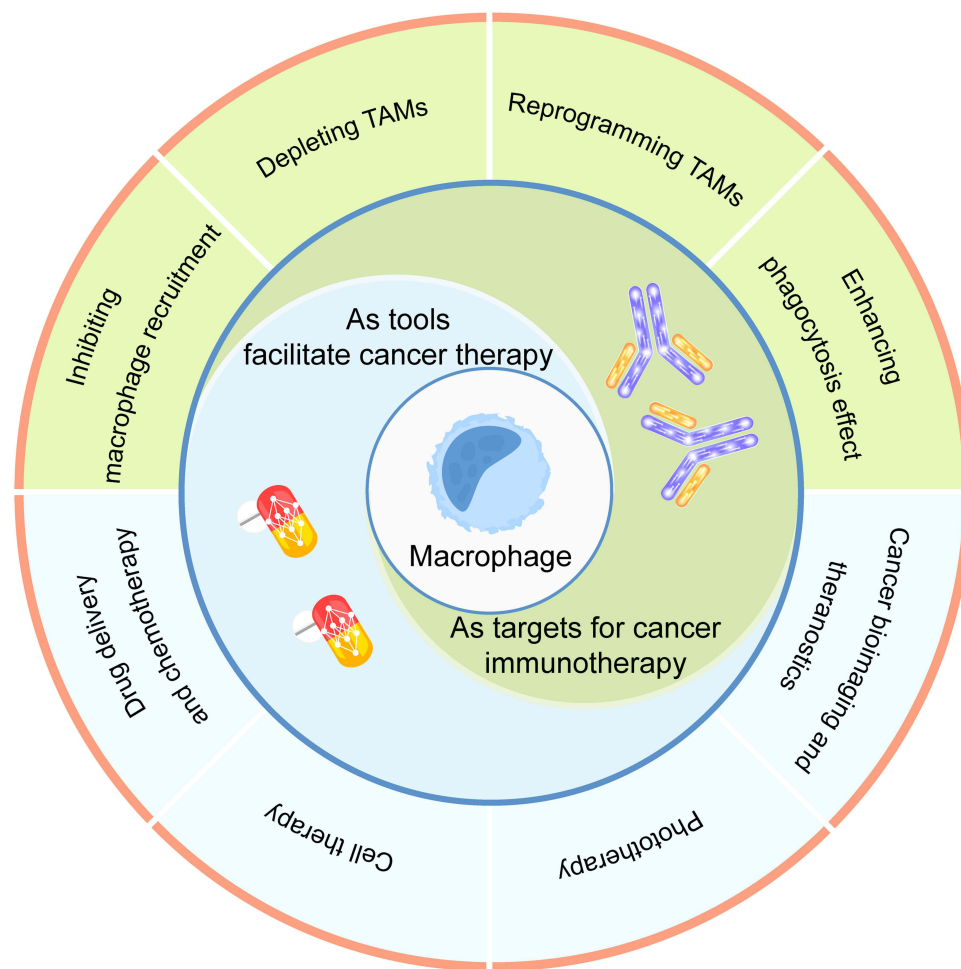 Depleting TAMs
Reprogramming TAMs
Enhancing
phagocytosis effect
Cancer bioimaging and
theranostics
Phototherapy
Cell therapy
Drug delivery
and chemotherapy
Inhibiting
macrophage recruitment
As tools
facilitate cancer therapy
Macrophage
As targets for cancer
immunotherapy